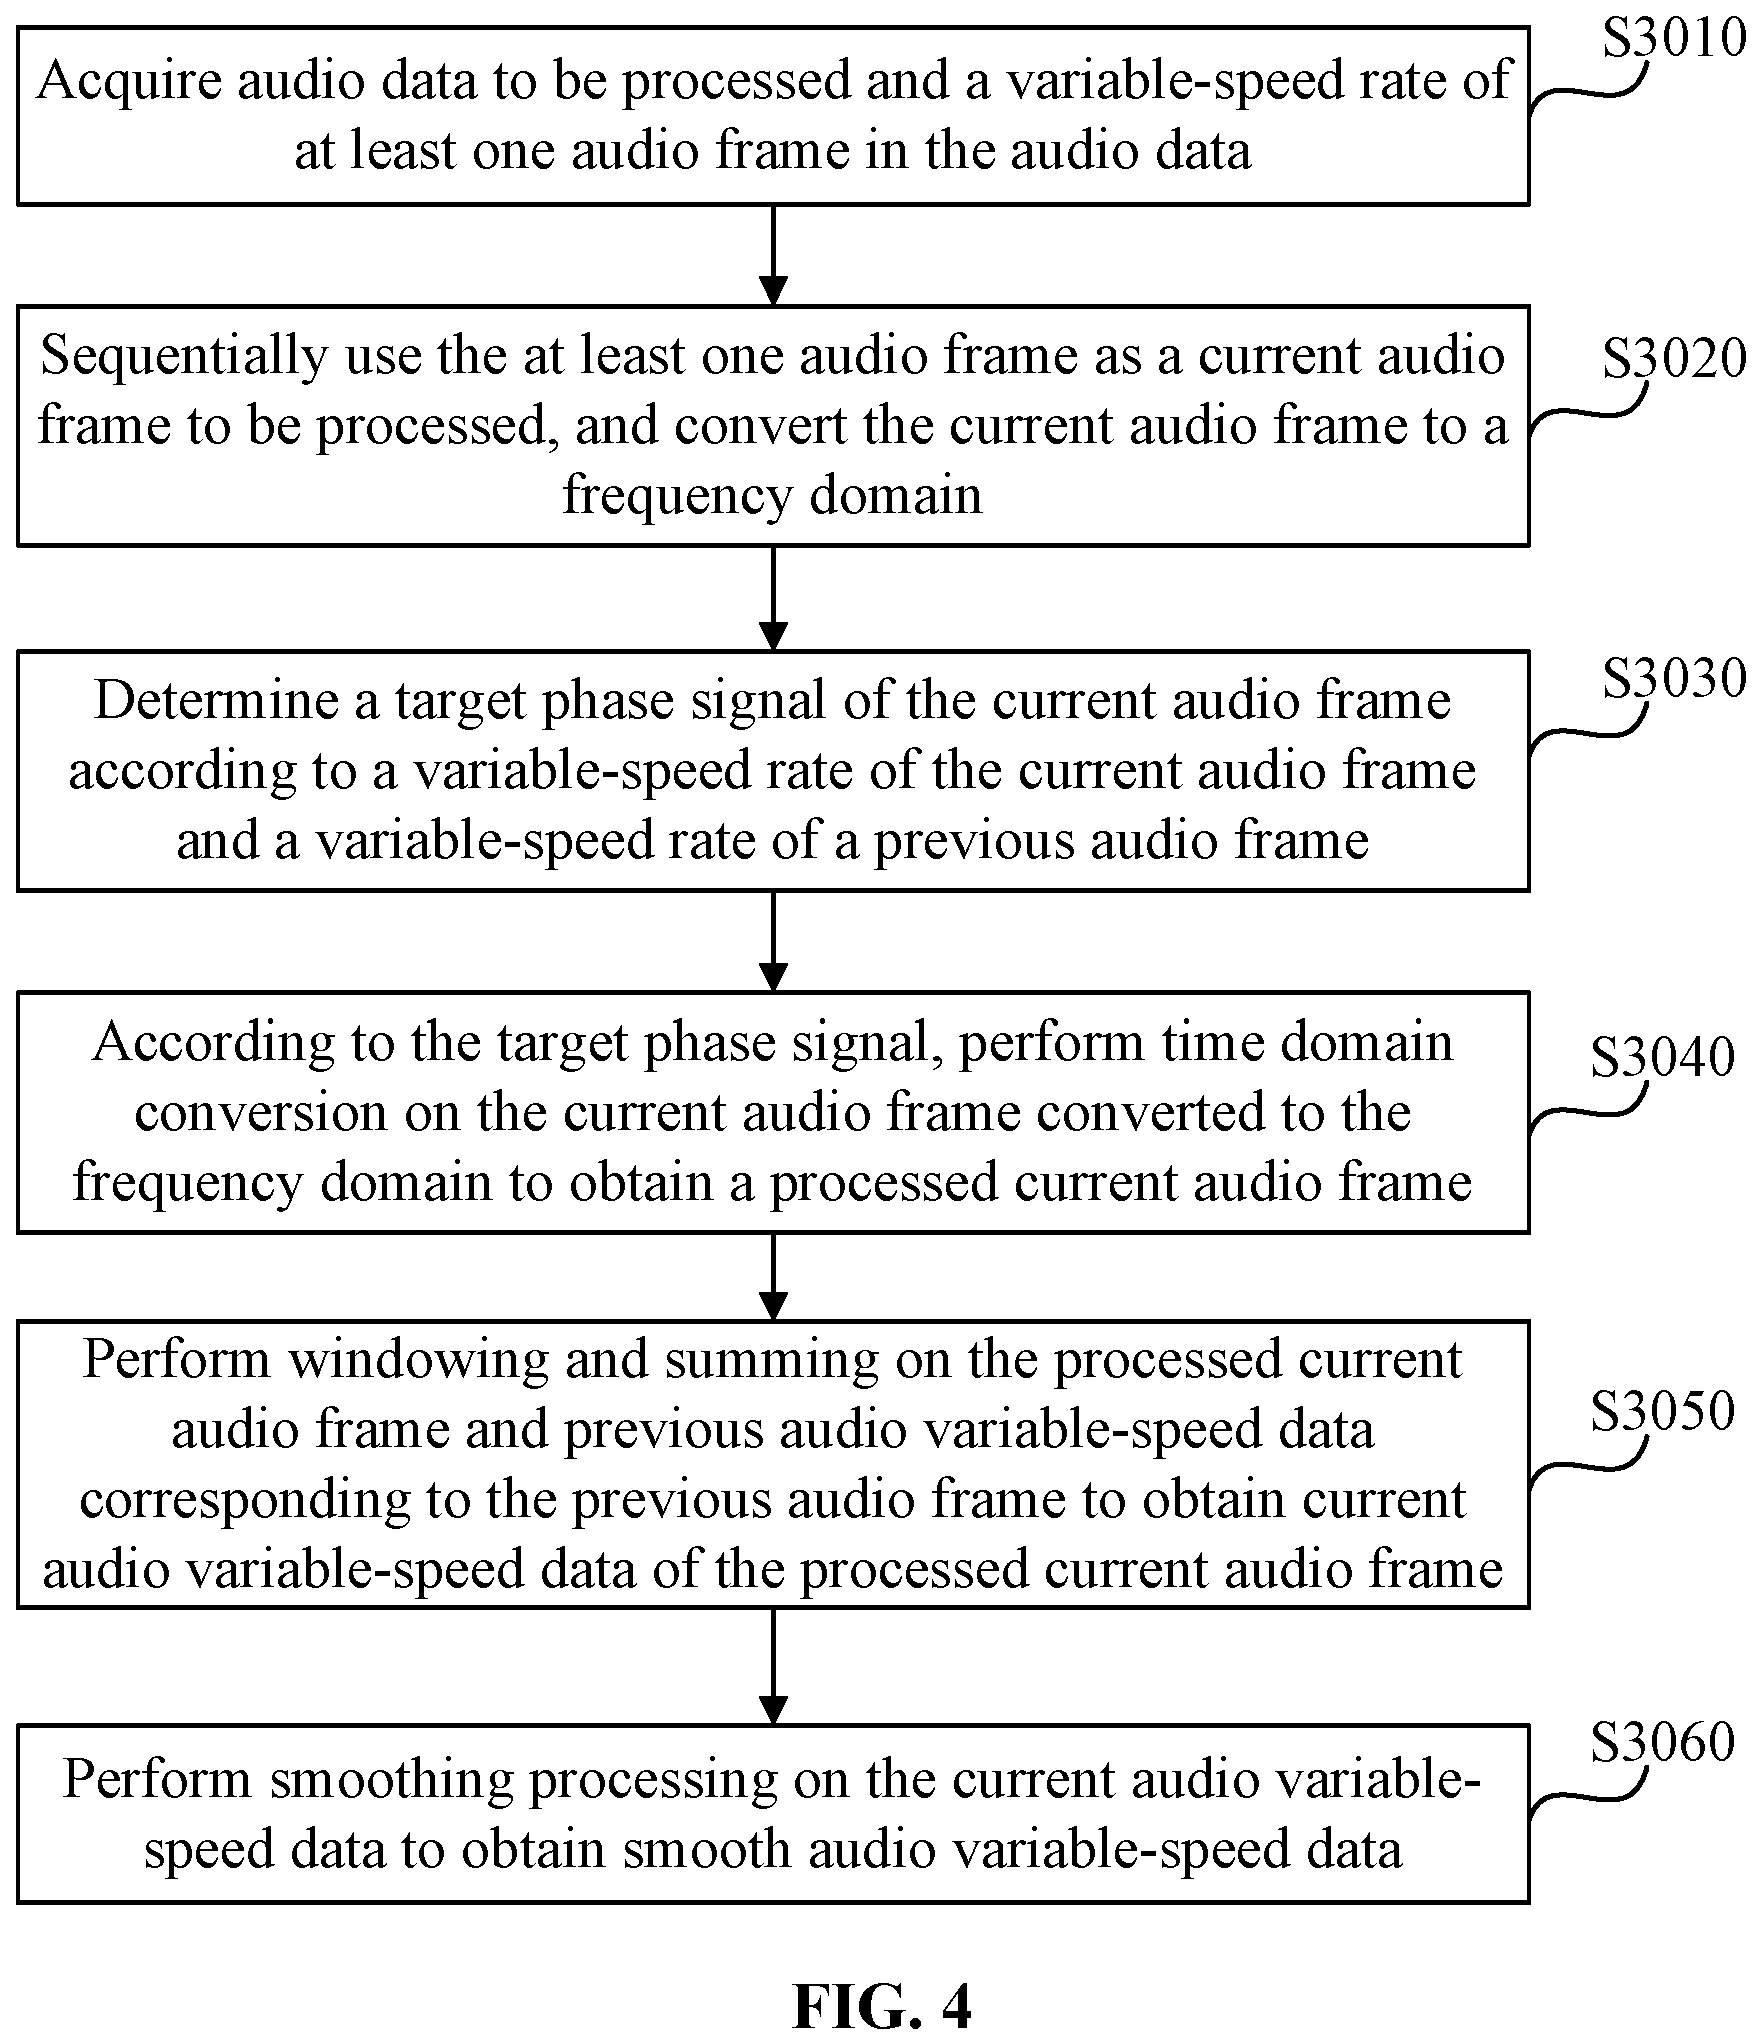 S3010
Acquire audio data to be processed and a variable-speed rate of
at least one audio frame in the audio data
S3020
Sequentially use the at least one audio frame as a current audio
frame to be processed, and convert the current audio frame to a
frequency domain
S3030
Determine a target phase signal of the current audio frame
according to a variable-speed rate of the current audio frame
and a variable-speed rate of a previous audio frame
S3040
According to the target phase signal, perform time domain
conversion on the current audio frame converted to the
frequency domain to obtain a processed current audio frame
S3050
Perform windowing and summing on the processed current
audio frame and previous audio variable-speed data
corresponding to the previous audio frame to obtain current
audio variable-speed data of the processed current audio frame
S3060
Perform smoothing processing on the current audio variable-
speed data to obtain smooth audio variable-speed data
FIG. 4